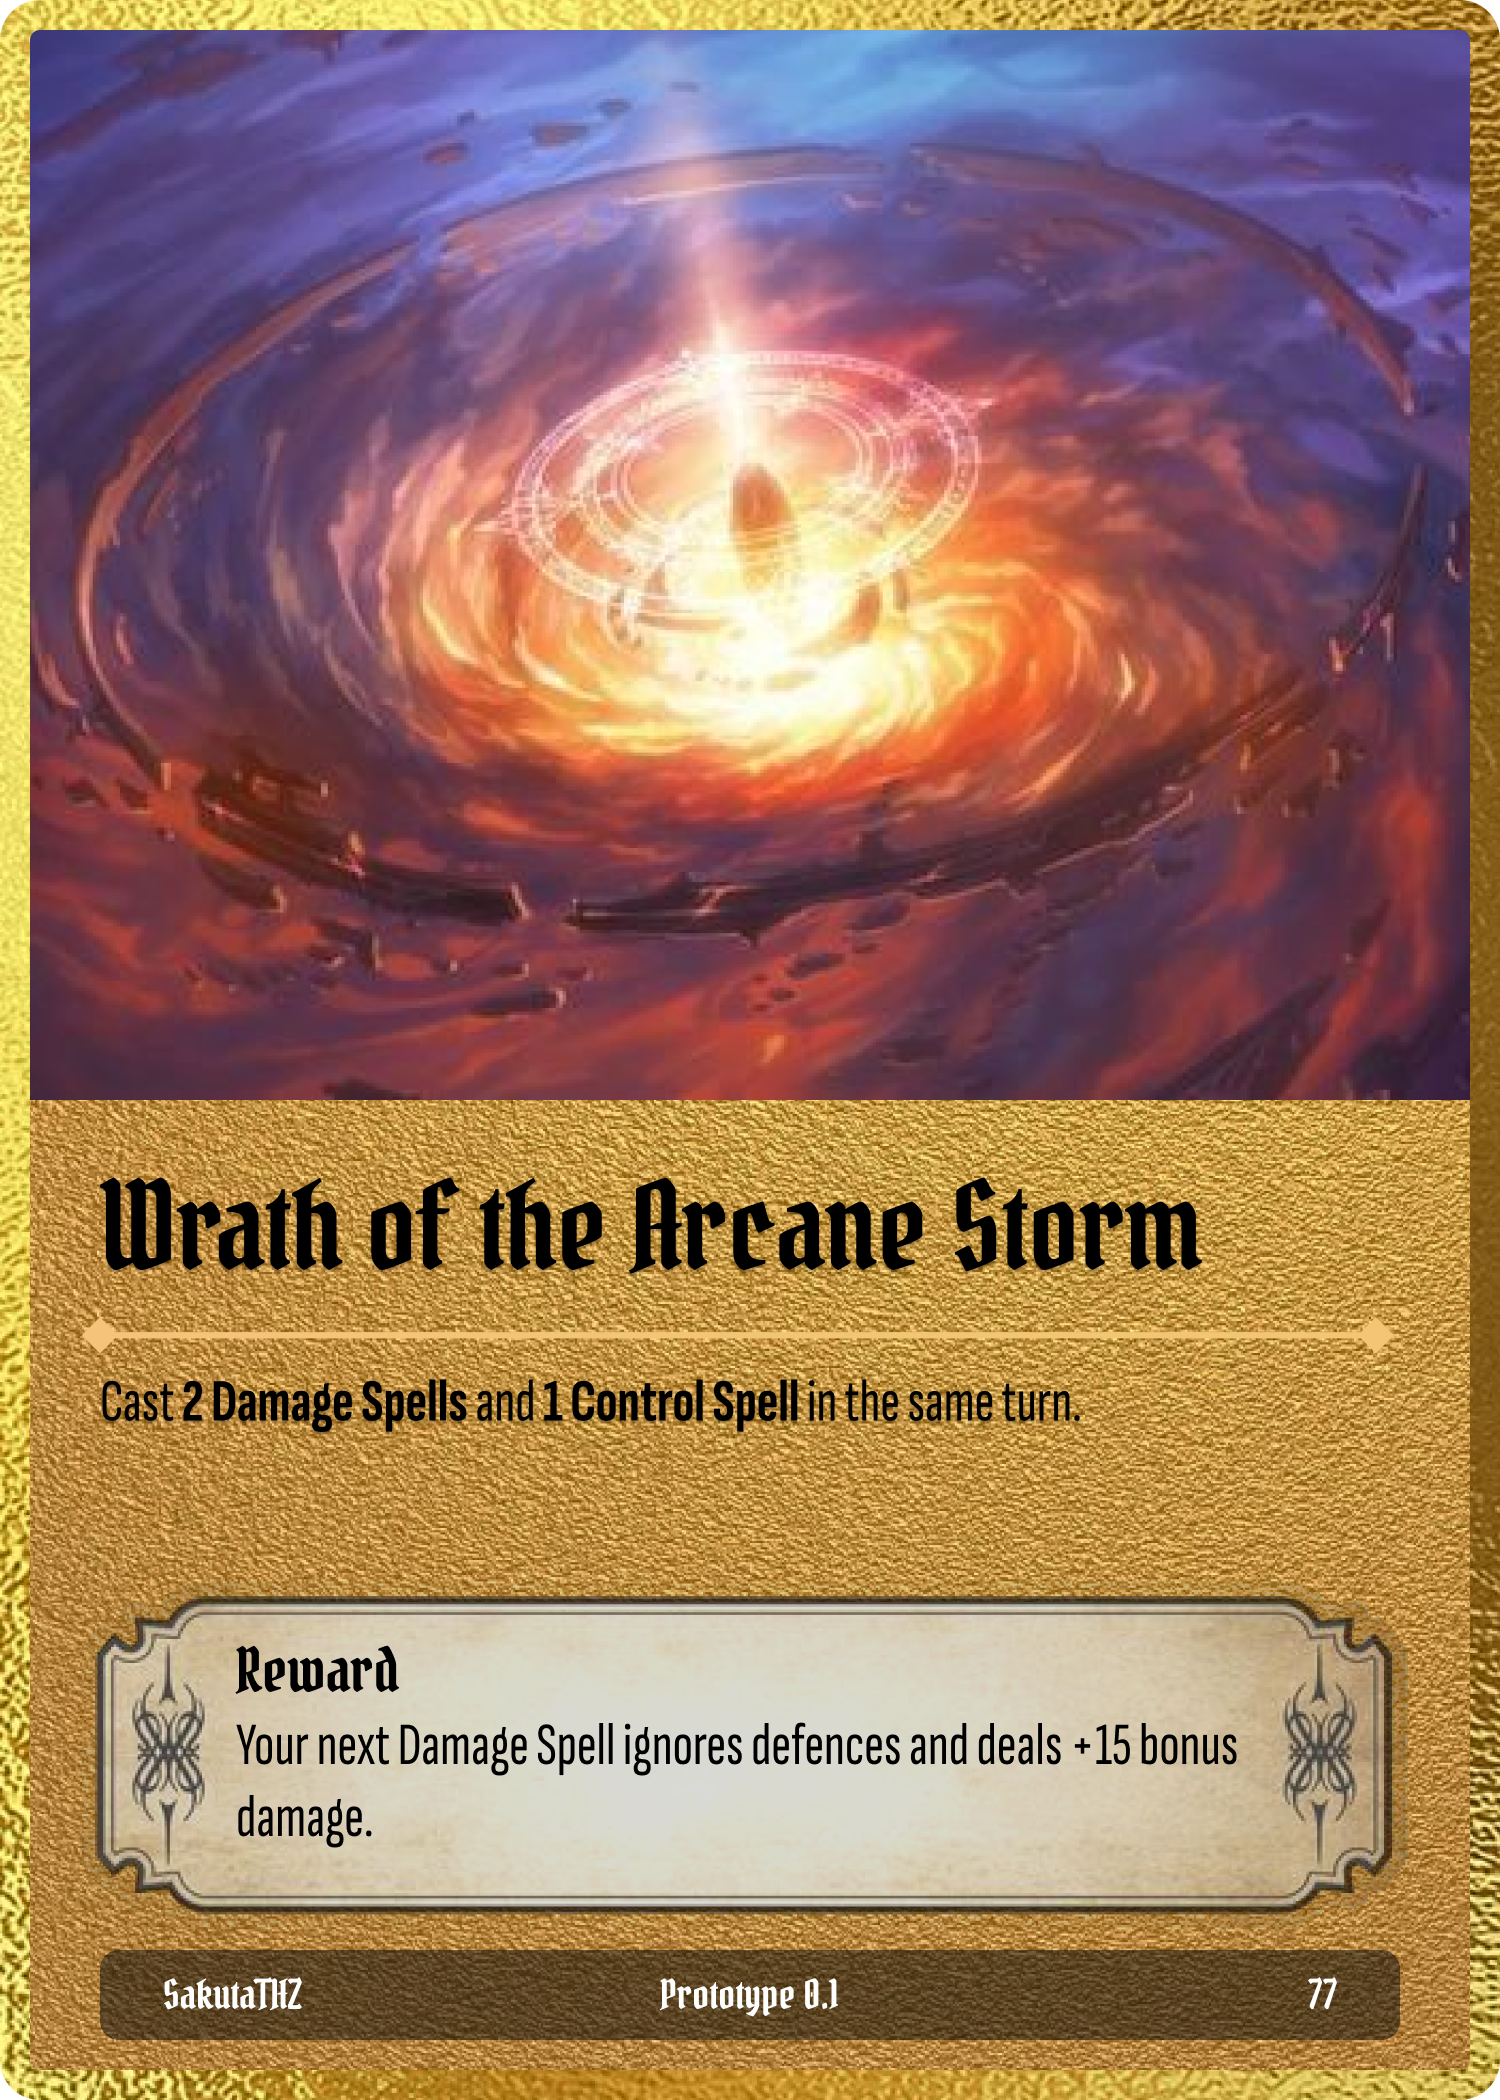 Wrath of the Arcane Storm
Cast 2 Damage Spells and 1 Control Spell in the same turn.
Reward
Your next Damage Spell ignores defences and deals +15 bonus
damage.
SakutaTHZ Prototype 0.1 77